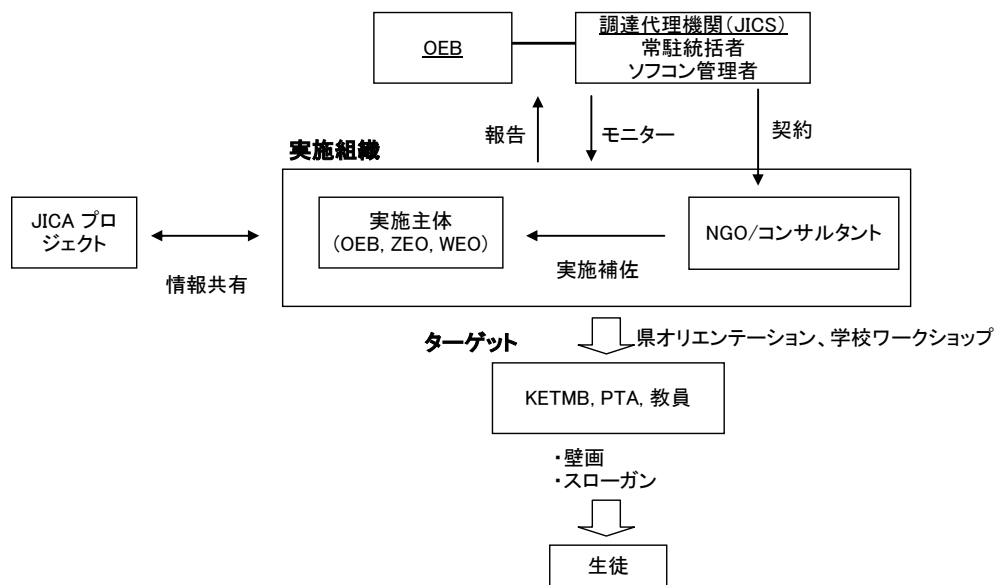 OEB
調達代理機関(JICS)
常駐統括者
ソフコン管理者
報告
モニター
契約
実施組織
JICA プロ
ジェクト
情報共有
実施主体
(OEB, ZEO, WEO)
実施補佐
NGO/コンサルタント
ターゲット
県オリエンテーション、学校ワークショップ
KETMB, PTA, 教員
・壁画
・スローガン
生徒